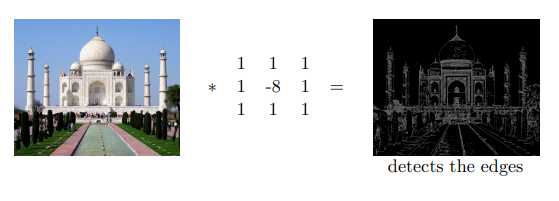 1 1 1
* 1 -8 1 =
1 1 1
detects the edges